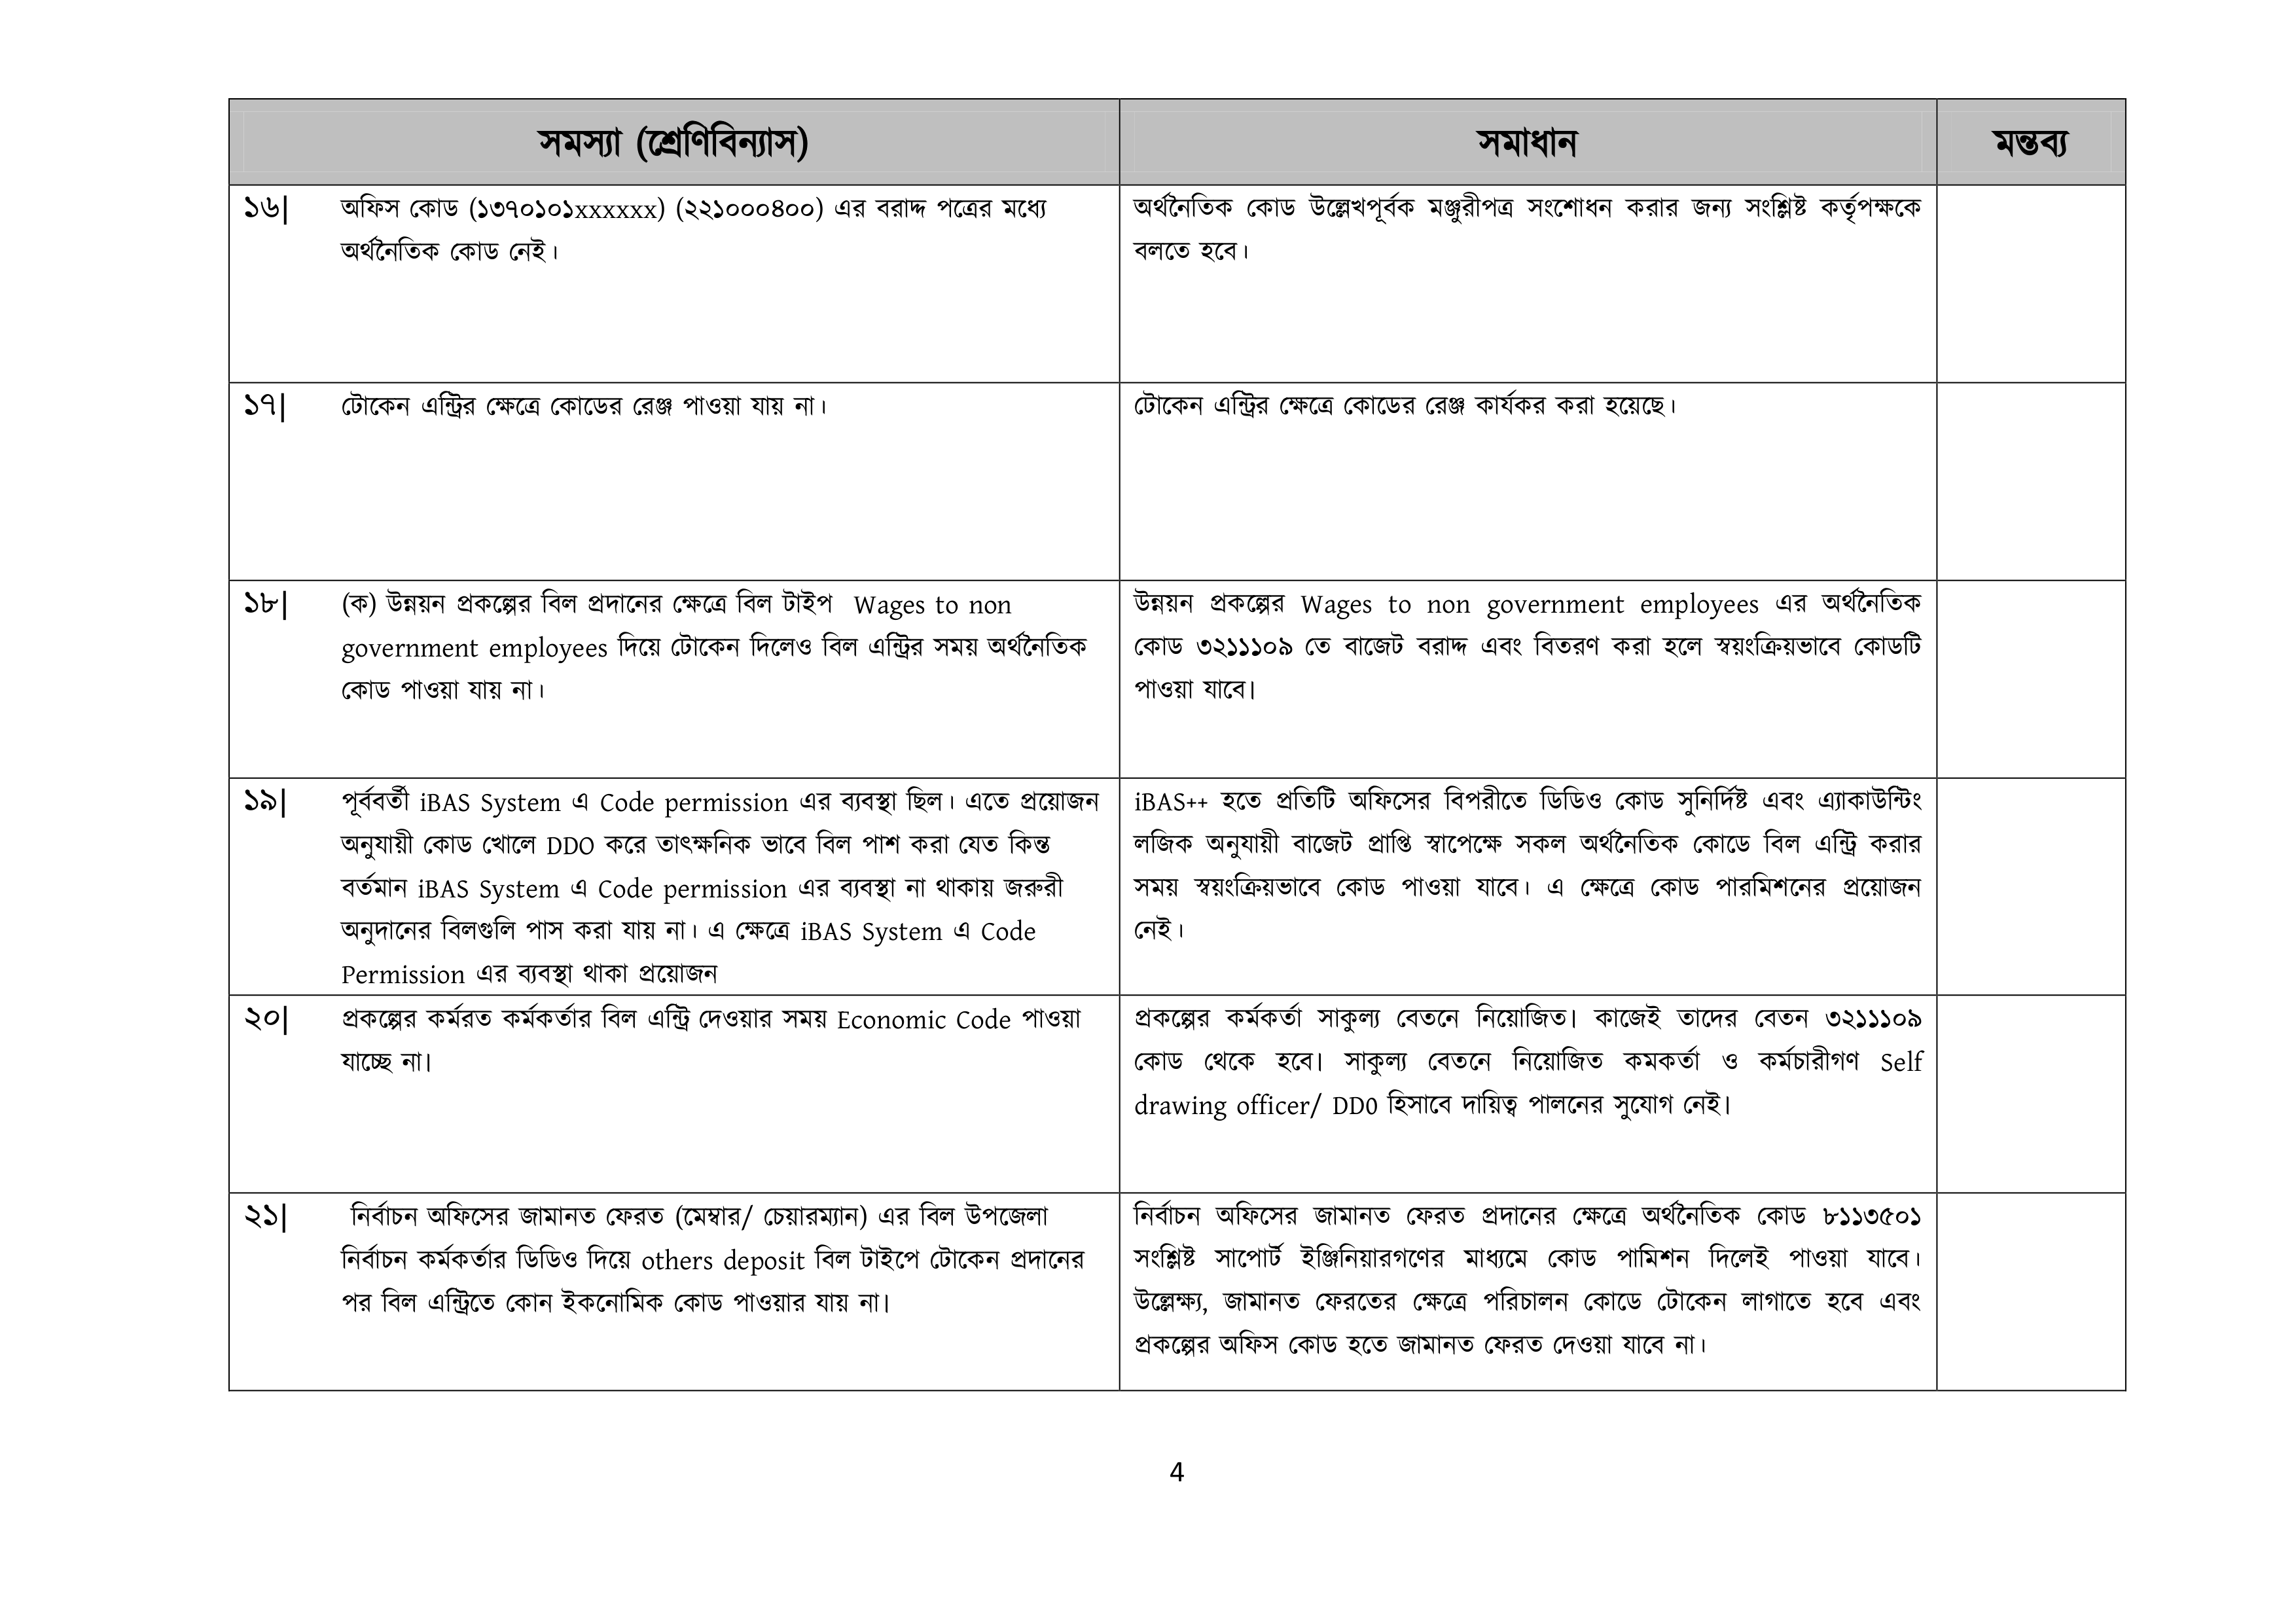 সমস্যা (শ্রেণিবিন্যাস)
সমাধান
মন্তব্য
১৬| অফিস কোড (১৩৭০১০১xxxxxx) (২২১০০০৪০০) এর বরাদ্দ পত্রের মধ্যে
অর্থনৈতিক কোড নেই।
অর্থনৈতিক কোড উল্লেখপূর্বক মঞ্জুরীপত্র সংশোধন করার জন্য সংশ্লিষ্ট কর্তৃপক্ষকে
বলতে হবে।
১৭| টোকেন এন্ট্রির ক্ষেত্রে কোডের রেঞ্জ পাওয়া যায় না।
টোকেন এন্ট্রির ক্ষেত্রে কোডের রেঞ্জ কার্যকর করা হয়েছে।
১৮| (ক) উন্নয়ন প্রকল্পের বিল প্রদানের ক্ষেত্রে বিল টাইপ Wages to non
government employees দিয়ে টোকেন দিলেও বিল এন্ট্রির সময় অর্থনৈতিক
কোড পাওয়া যায় না।
উন্নয়ন প্রকল্পের Wages to non government employees এর অর্থনৈতিক
কোড ৩২১১১০৯ তে বাজেট বরাদ্দ এবং বিতরণ করা হলে স্বয়ংক্রিয়ভাবে কোডটি
পাওয়া যাবে|
১৯| পূর্ববর্তী iBAS System এ Code permission এর ব্যবস্থা ছিল। এতে প্রয়োজন
অনুযায়ী কোড খোলে DDO করে তাৎক্ষনিক ভাবে বিল পাশ করা যেত কিন্ত
বর্তমান iBAS System এ Code permission এর ব্যবস্থা না থাকায় জরুরী
অনুদানের বিলগুলি পাস করা যায় না। এ ক্ষেত্রে iBAS System এ Code
Permission এর ব্যবস্থা থাকা প্রয়োজন
iBAS++ হতে প্রতিটি অফিসের বিপরীতে ডিডিও কোড সুনির্দিষ্ট এবং এ্যাকাউন্টিং
লজিক অনুযায়ী বাজেট প্রাপ্তি স্বাপেক্ষে সকল অর্থনৈতিক কোডে বিল এন্ট্রি করার
সময় স্বয়ংক্রিয়ভাবে কোড পাওয়া যাবে। এ ক্ষেত্রে কোড পারমিশনের প্রয়োজন
নেই।
২০| প্রকল্পের কর্মরত কর্মকর্তার বিল এন্ট্রি দেওয়ার সময় Economic Code পাওয়া
যাচ্ছে না|
প্রকল্পের কর্মকর্তা সাকুল্য বেতনে নিয়োজিত| কাজেই তাদের বেতন ৩২১১১০৯
কোড থেকে হবে| সাকুল্য বেতনে নিয়োজিত কমকর্তা ও কর্মচারীগণ Self
drawing officer/ DD0 হিসাবে দায়িত্ব পালনের সুযোগ নেই|
২১| নির্বাচন অফিসের জামানত ফেরত (মেম্বার/ চেয়ারম্যান) এর বিল উপজেলা
নির্বাচন কর্মকর্তার ডিডিও দিয়ে others deposit বিল টাইপে টোকেন প্রদানের
পর বিল এন্ট্রিতে কোন ইকনোমিক কোড পাওয়ার যায় না|
নির্বাচন অফিসের জামানত ফেরত প্রদানের ক্ষেত্রে অর্থনৈতিক কোড ৮১১৩৫০১
সংশ্লিষ্ট সাপোর্ট ইঞ্জিনিয়ারগণের মাধ্যমে কোড পামিশন দিলেই পাওয়া যাবে।
উল্লেক্ষ্য, জামানত ফেরতের ক্ষেত্রে পরিচালন কোডে টোকেন লাগাতে হবে এবং
প্রকল্পের অফিস কোড হতে জামানত ফেরত দেওয়া যাবে না।
4